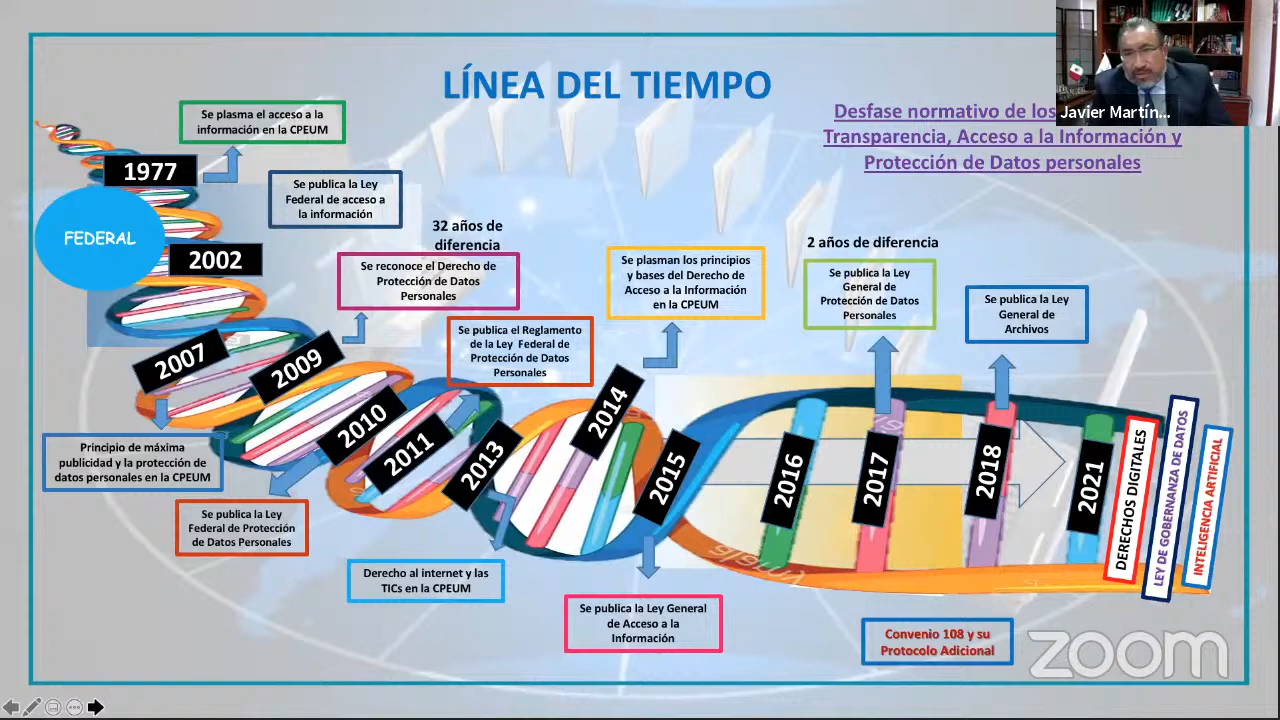 LÍNEA DEL TIEMPO
Desfase normativo de los
Transparencia, Acceso a la Información y
Protección de Datos personales
Javier Martín...
Se plasma el acceso a la
información en la CPEUM
1977
Se publica la Ley
Federal de acceso a
la información
FEDERAL
2002
32 años de
diferencia
Se reconoce el Derecho de
Protección de Datos
Personales
Se plasman los principios
y bases del Derecho de
Acceso a la Información
en la CPEUM
2 años de diferencia
Se publica la Ley
General de
Protección de Datos
Personales
Se publica la Ley
General de
Archivos
Se publica el Reglamento
de la Ley Federal de
Protección de Datos
Personales
2007
2009
2010
2011
2013
2014
2015
2016
2017
2018
2021
DERECHOS DIGITALES
LEY DE GOBERNANZA DE DATOS
INTELIGENCIA ARTIFICIAL
Principio de máxima
publicidad y la protección de
datos personales en la CPEUM
Se publica la Ley
Federal de Protección
de Datos Personales
Derecho al internet y las
TICs en la CPEUM
Se publica la Ley General
de Acceso a la
Información
Convenio 108 y su
Protocolo Adicional
zoom